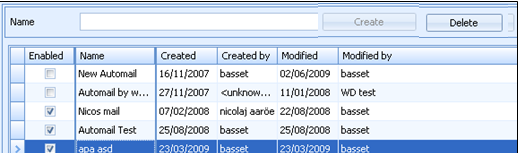 Name Create Delete
Enabled Name Created Created by Modified Modified by
New Automail 16/11/2007 basset 02/06/2009 basset
Automail by w... 27/11/2007 <unknow... 11/01/2008 WD test
Nicos mail 07/02/2008 nicolaj aaröe 22/08/2008 basset
Automail Test 25/08/2008 basset 25/08/2008 basset
apa asd 23/03/2009 basset 23/03/2009 basset